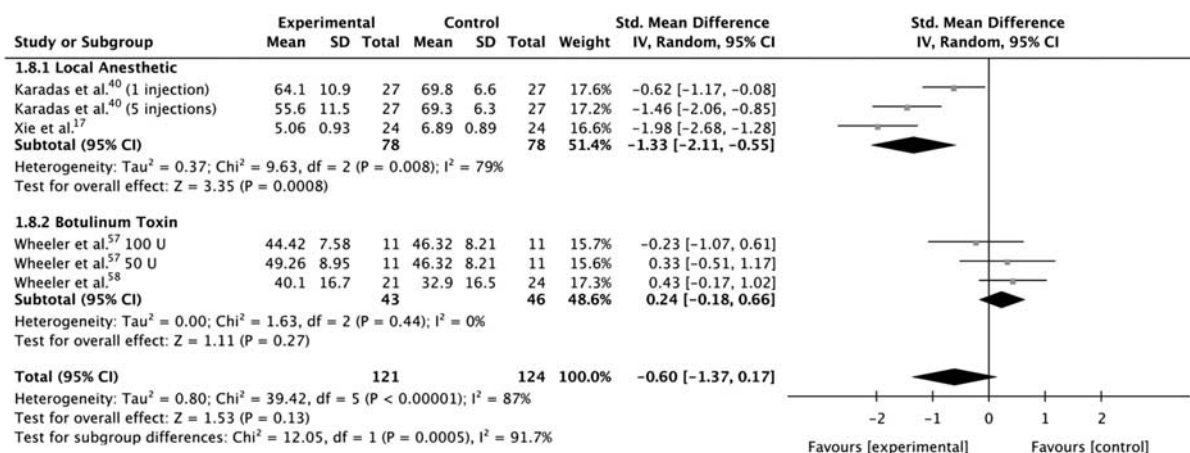 Experimental Control Std. Mean Difference Std. Mean Difference
Study or Subgroup Mean SD Total Mean SD Total Weight IV, Random, 95% CI IV, Random, 95% CI
1.8.1 Local Anesthetic
Karadas et al.⁴⁰ (1 injection) 64.1 10.9 27 69.8 6.6 27 17.6% −0.62 [−1.17, −0.08]
Karadas et al.⁴⁰ (5 injections) 55.6 11.5 27 69.3 6.3 27 17.2% −1.46 [−2.06, −0.85]
Xie et al.¹⁷ 5.06 0.93 24 6.89 0.89 24 16.6% −1.98 [−2.68, −1.28]
Subtotal (95% CI) 78 78 51.4% −1.33 [−2.11, −0.55]
Heterogeneity: Tau² = 0.37; Chi² = 9.63, df = 2 (P = 0.008); I² = 79%
Test for overall effect: Z = 3.35 (P = 0.0008)
1.8.2 Botulinum Toxin
Wheeler et al.⁵⁷ 100 U 44.42 7.58 11 46.32 8.21 11 15.7% −0.23 [−1.07, 0.61]
Wheeler et al.⁵⁷ 50 U 49.26 8.95 11 46.32 8.21 11 15.6% 0.33 [−0.51, 1.17]
Wheeler et al.⁵⁸ 40.1 16.7 21 32.9 16.5 24 17.3% 0.43 [−0.17, 1.02]
Subtotal (95% CI) 43 46 48.6% 0.24 [−0.18, 0.66]
Heterogeneity: Tau² = 0.00; Chi² = 1.63, df = 2 (P = 0.44); I² = 0%
Test for overall effect: Z = 1.11 (P = 0.27)
Total (95% CI) 121 124 100.0% −0.60 [−1.37, 0.17]
Heterogeneity: Tau² = 0.80; Chi² = 39.42, df = 5 (P < 0.00001); I² = 87%
Test for overall effect: Z = 1.53 (P = 0.13)
Test for subgroup differences: Chi² = 12.05, df = 1 (P = 0.0005), I² = 91.7%
−2 −1 0 1 2
Favours [experimental] Favours [control]